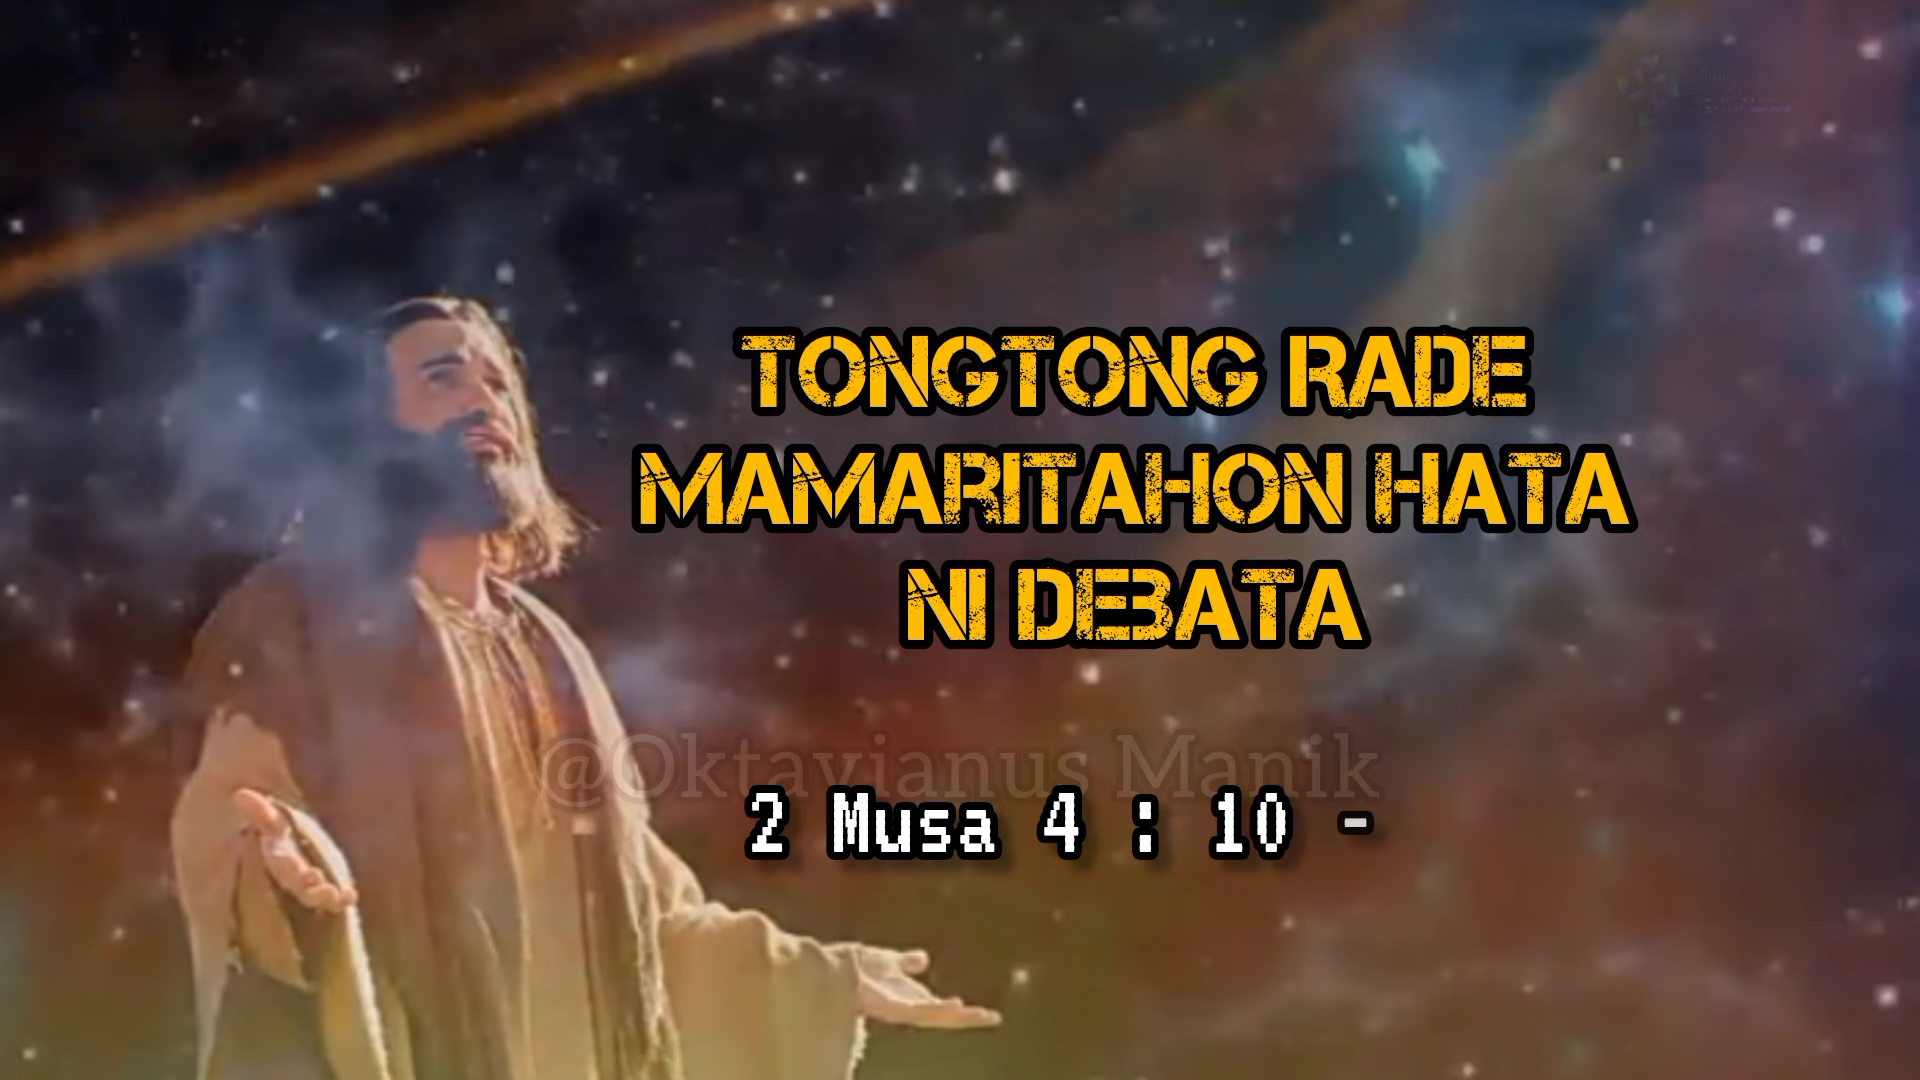 TONGTONG RADE
MAMARITAHON HATA
NI DEBATA
@Oktavianus Manik
2 Musa 4 : 10 -